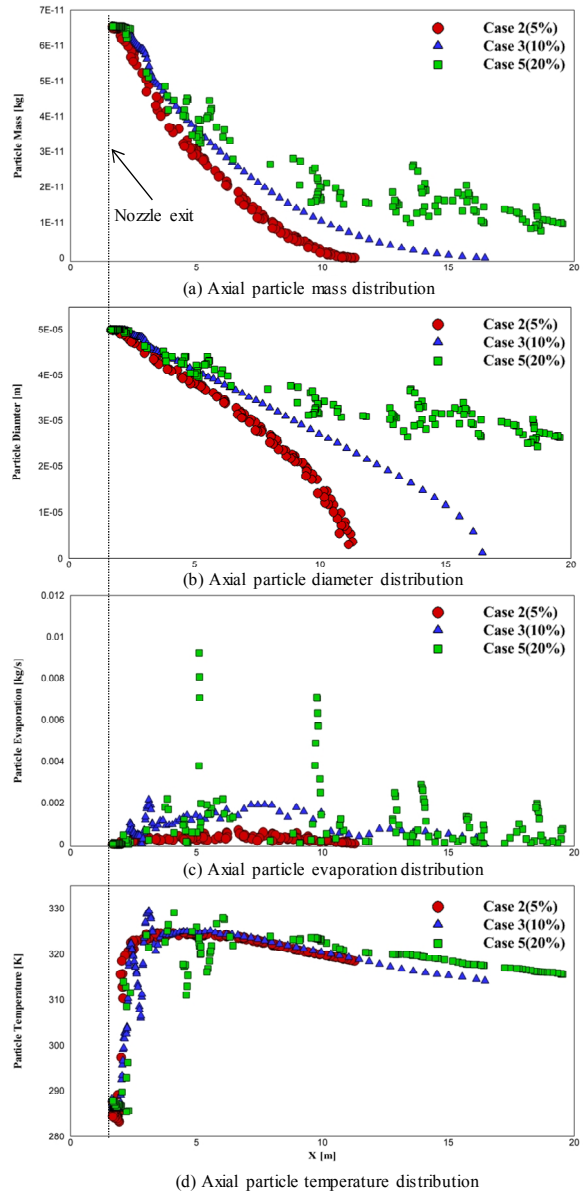 7E-11
6E-11
5E-11
4E-11
3E-11
2E-11
1E-11
0
Particle Mass [kg]
Case 2(5%)
Case 3(10%)
Case 5(20%)
Nozzle exit
0 5 10 15 20
(a) Axial particle mass distribution
5E-05
4E-05
3E-05
2E-05
1E-05
0
Particle Diamter [m]
Case 2(5%)
Case 3(10%)
Case 5(20%)
0 5 10 15 20
(b) Axial particle diameter distribution
0.012
0.01
0.008
0.006
0.004
0.002
0
Particle Evaporation [kg/s]
Case 2(5%)
Case 3(10%)
Case 5(20%)
0 5 10 15 20
(c) Axial particle evaporation distribution
330
320
310
300
290
280
Particle Temperature [K]
Case 2(5%)
Case 3(10%)
Case 5(20%)
0 5 10 15 20
X [m]
(d) Axial particle temperature distribution